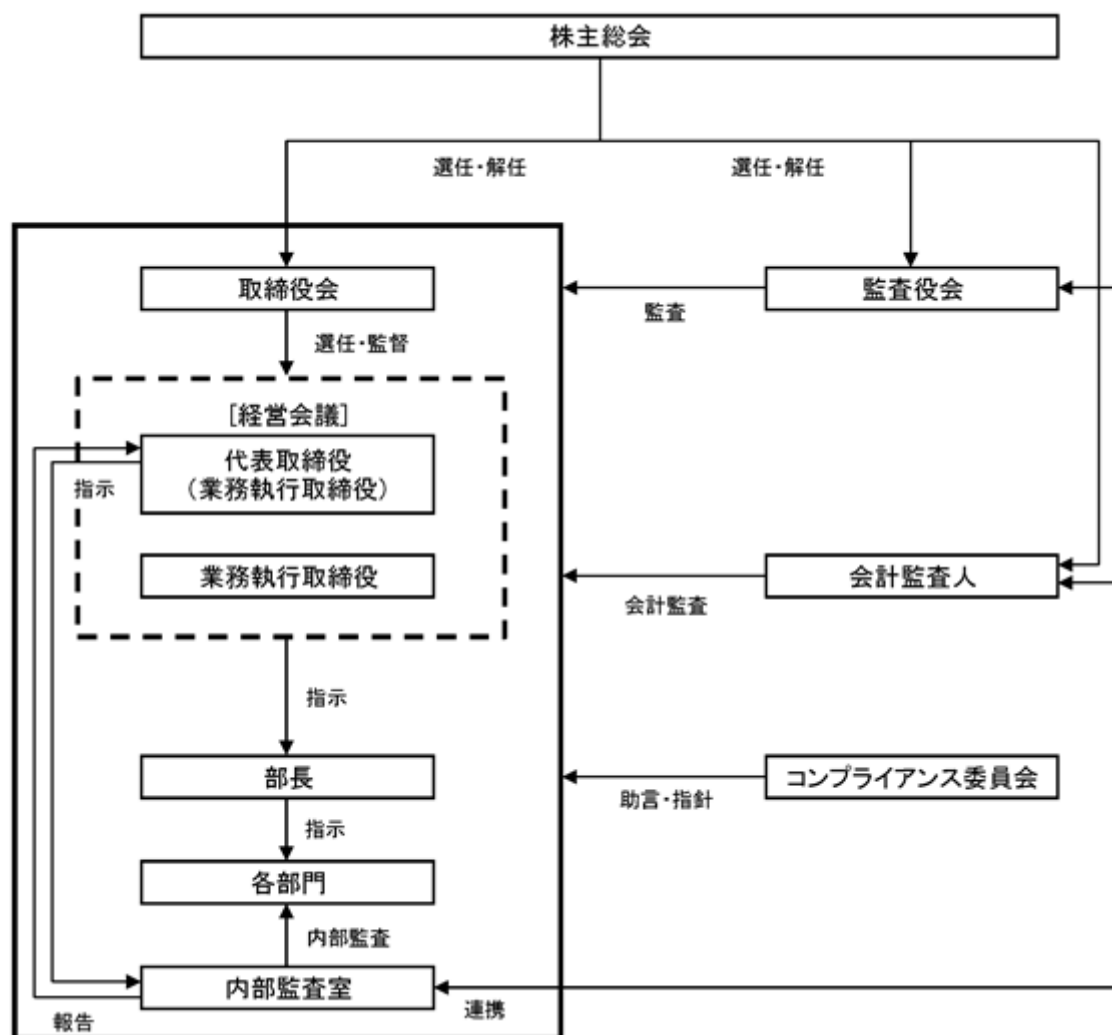 株主総会
選任・解任
選任・解任
取締役会
監査役会
監査
選任・監督
[経営会議]
代表取締役
(業務執行取締役)
指示
業務執行取締役
会計監査人
会計監査
指示
部長
コンプライアンス委員会
助言・指針
指示
各部門
内部監査
内部監査室
連携
報告